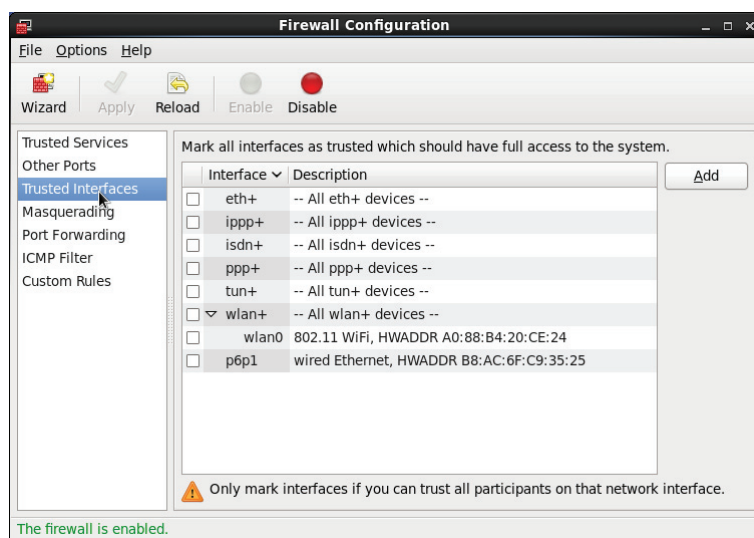 Firewall Configuration
File Options Help
Wizard Apply Reload Enable Disable
Trusted Services
Other Ports
Trusted Interfaces
Masquerading
Port Forwarding
ICMP Filter
Custom Rules
Mark all interfaces as trusted which should have full access to the system.
Interface Description
eth+ -- All eth+ devices --
ippp+ -- All ippp+ devices --
isdn+ -- All isdn+ devices --
ppp+ -- All ppp+ devices --
tun+ -- All tun+ devices --
wlan+ -- All wlan+ devices --
wlan0 802.11 WiFi, HWADDR A0:88:B4:20:CE:24
p6p1 wired Ethernet, HWADDR B8:AC:6F:C9:35:25
Add
Only mark interfaces if you can trust all participants on that network interface.
The firewall is enabled.